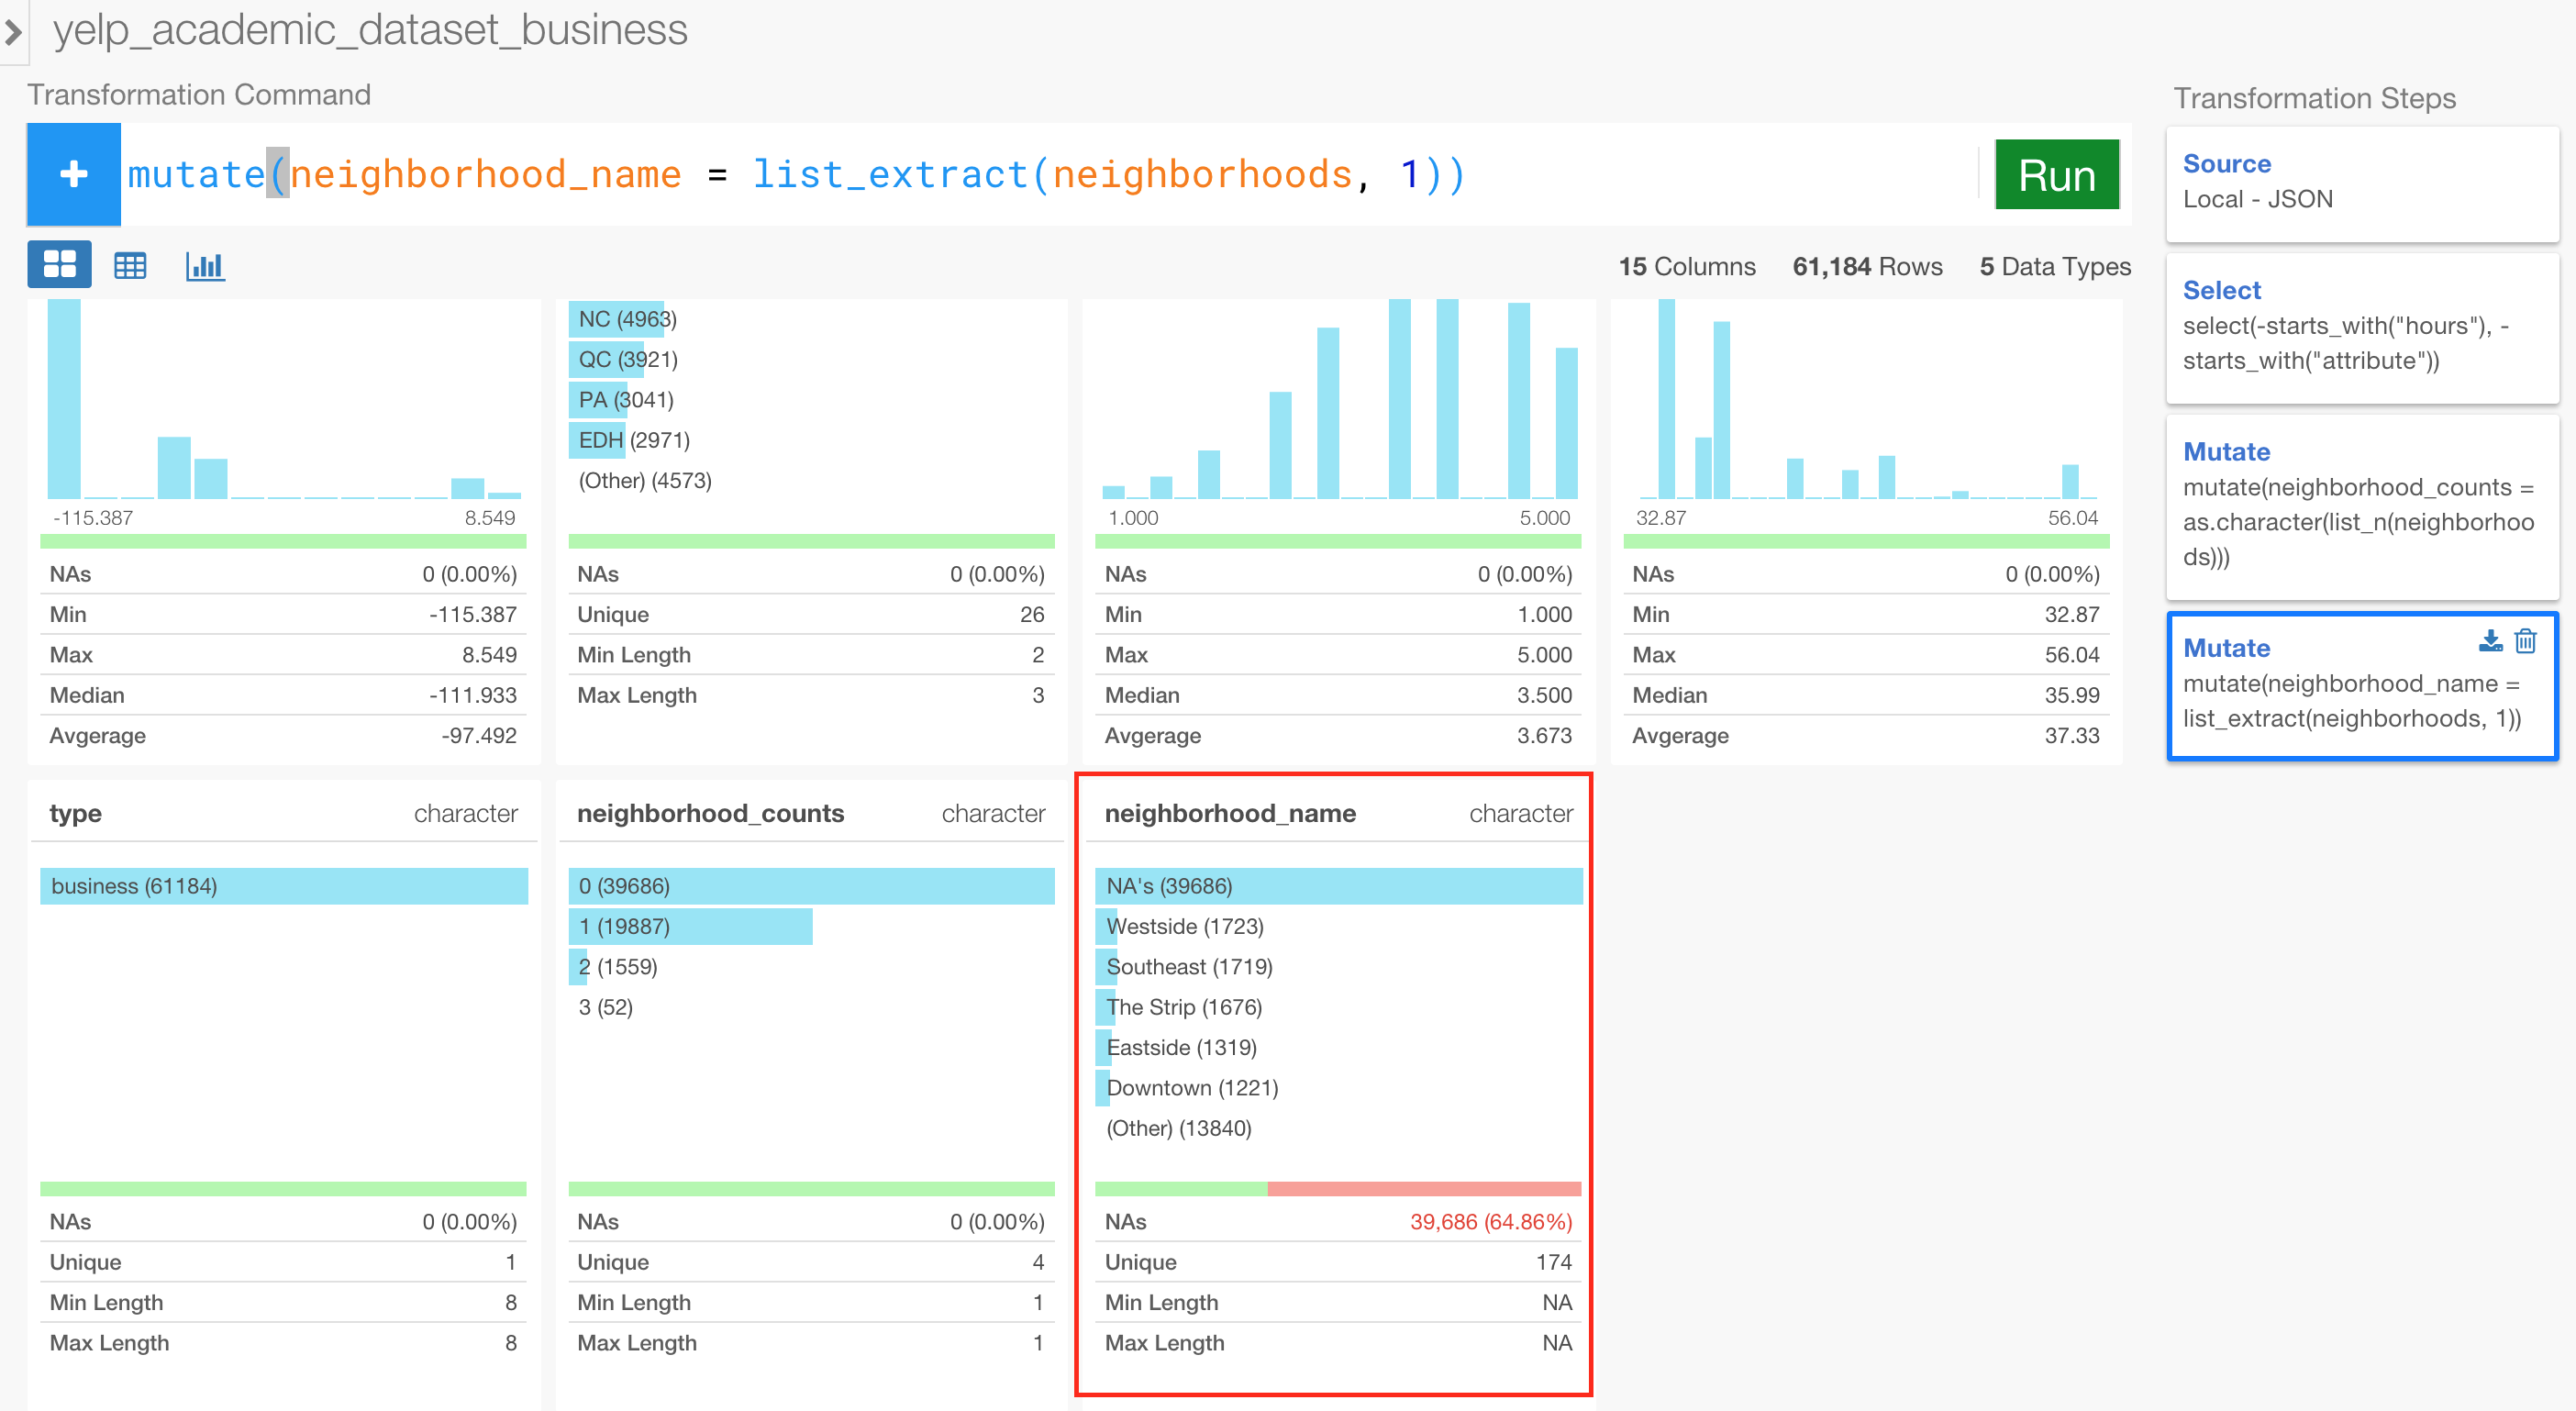 yelp_academic_dataset_business
Transformation Command
mutate(neighborhood_name = list_extract(neighborhoods, 1))
Run
15 Columns 61,184 Rows 5 Data Types
-115.387 8.549
NAs 0 (0.00%)
Min -115.387
Max 8.549
Median -111.933
Avgerage -97.492
NC (4963)
QC (3921)
PA (3041)
EDH (2971)
(Other) (4573)
NAs 0 (0.00%)
Unique 26
Min Length 2
Max Length 3
1.000 5.000
NAs 0 (0.00%)
Min 1.000
Max 5.000
Median 3.500
Avgerage 3.673
32.87 56.04
NAs 0 (0.00%)
Min 32.87
Max 56.04
Median 35.99
Avgerage 37.33
type character
business (61184)
NAs 0 (0.00%)
Unique 1
Min Length 8
Max Length 8
neighborhood_counts character
0 (39686)
1 (19887)
2 (1559)
3 (52)
NAs 0 (0.00%)
Unique 4
Min Length 1
Max Length 1
neighborhood_name character
NA's (39686)
Westside (1723)
Southeast (1719)
The Strip (1676)
Eastside (1319)
Downtown (1221)
(Other) (13840)
NAs 39,686 (64.86%)
Unique 174
Min Length NA
Max Length NA
Transformation Steps
Source
Local - JSON
Select
select(-starts_with("hours"), -
starts_with("attribute"))
Mutate
mutate(neighborhood_counts =
as.character(list_n(neighborhoo
ds)))
Mutate
mutate(neighborhood_name =
list_extract(neighborhoods, 1))